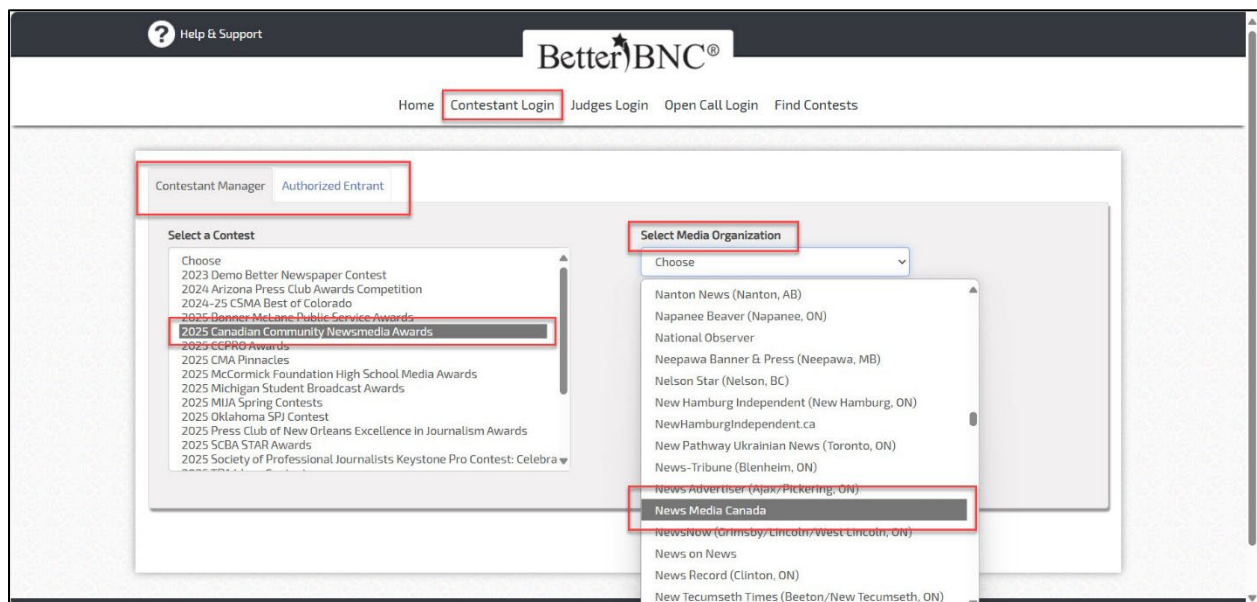 Help & Support
Better BNC®
Home Contestant Login Judges Login Open Call Login Find Contests
Contestant Manager Authorized Entrant
Select a Contest
Choose
2023 Demo Better Newspaper Contest
2024 Arizona Press Club Awards Competition
2024-25 CSMA Best of Colorado
2025 Bonner McLane Public Service Awards
2025 Canadian Community Newsmedia Awards
2025 CCPRO Awards
2025 CMA Pinnacles
2025 McCormick Foundation High School Media Awards
2025 Michigan Student Broadcast Awards
2025 MIJA Spring Contests
2025 Oklahoma SPJ Contest
2025 Press Club of New Orleans Excellence in Journalism Awards
2025 SCBA STAR Awards
2025 Society of Professional Journalists Keystone Pro Contest: Celebra
Select Media Organization
Choose
Nanton News (Nanton, AB)
Napanee Beaver (Napanee, ON)
National Observer
Neepawa Banner & Press (Neepawa, MB)
Nelson Star (Nelson, BC)
New Hamburg Independent (New Hamburg, ON)
NewHamburgIndependent.ca
New Pathway Ukrainian News (Toronto, ON)
News-Tribune (Blenheim, ON)
News Advertiser (Ajax/Pickering, ON)
News Media Canada
NewsNow (Grimsby/Lincoln/West Lincoln, ON)
News on News
News Record (Clinton, ON)
New Tecumseth Times (Beeton/New Tecumseth, ON)